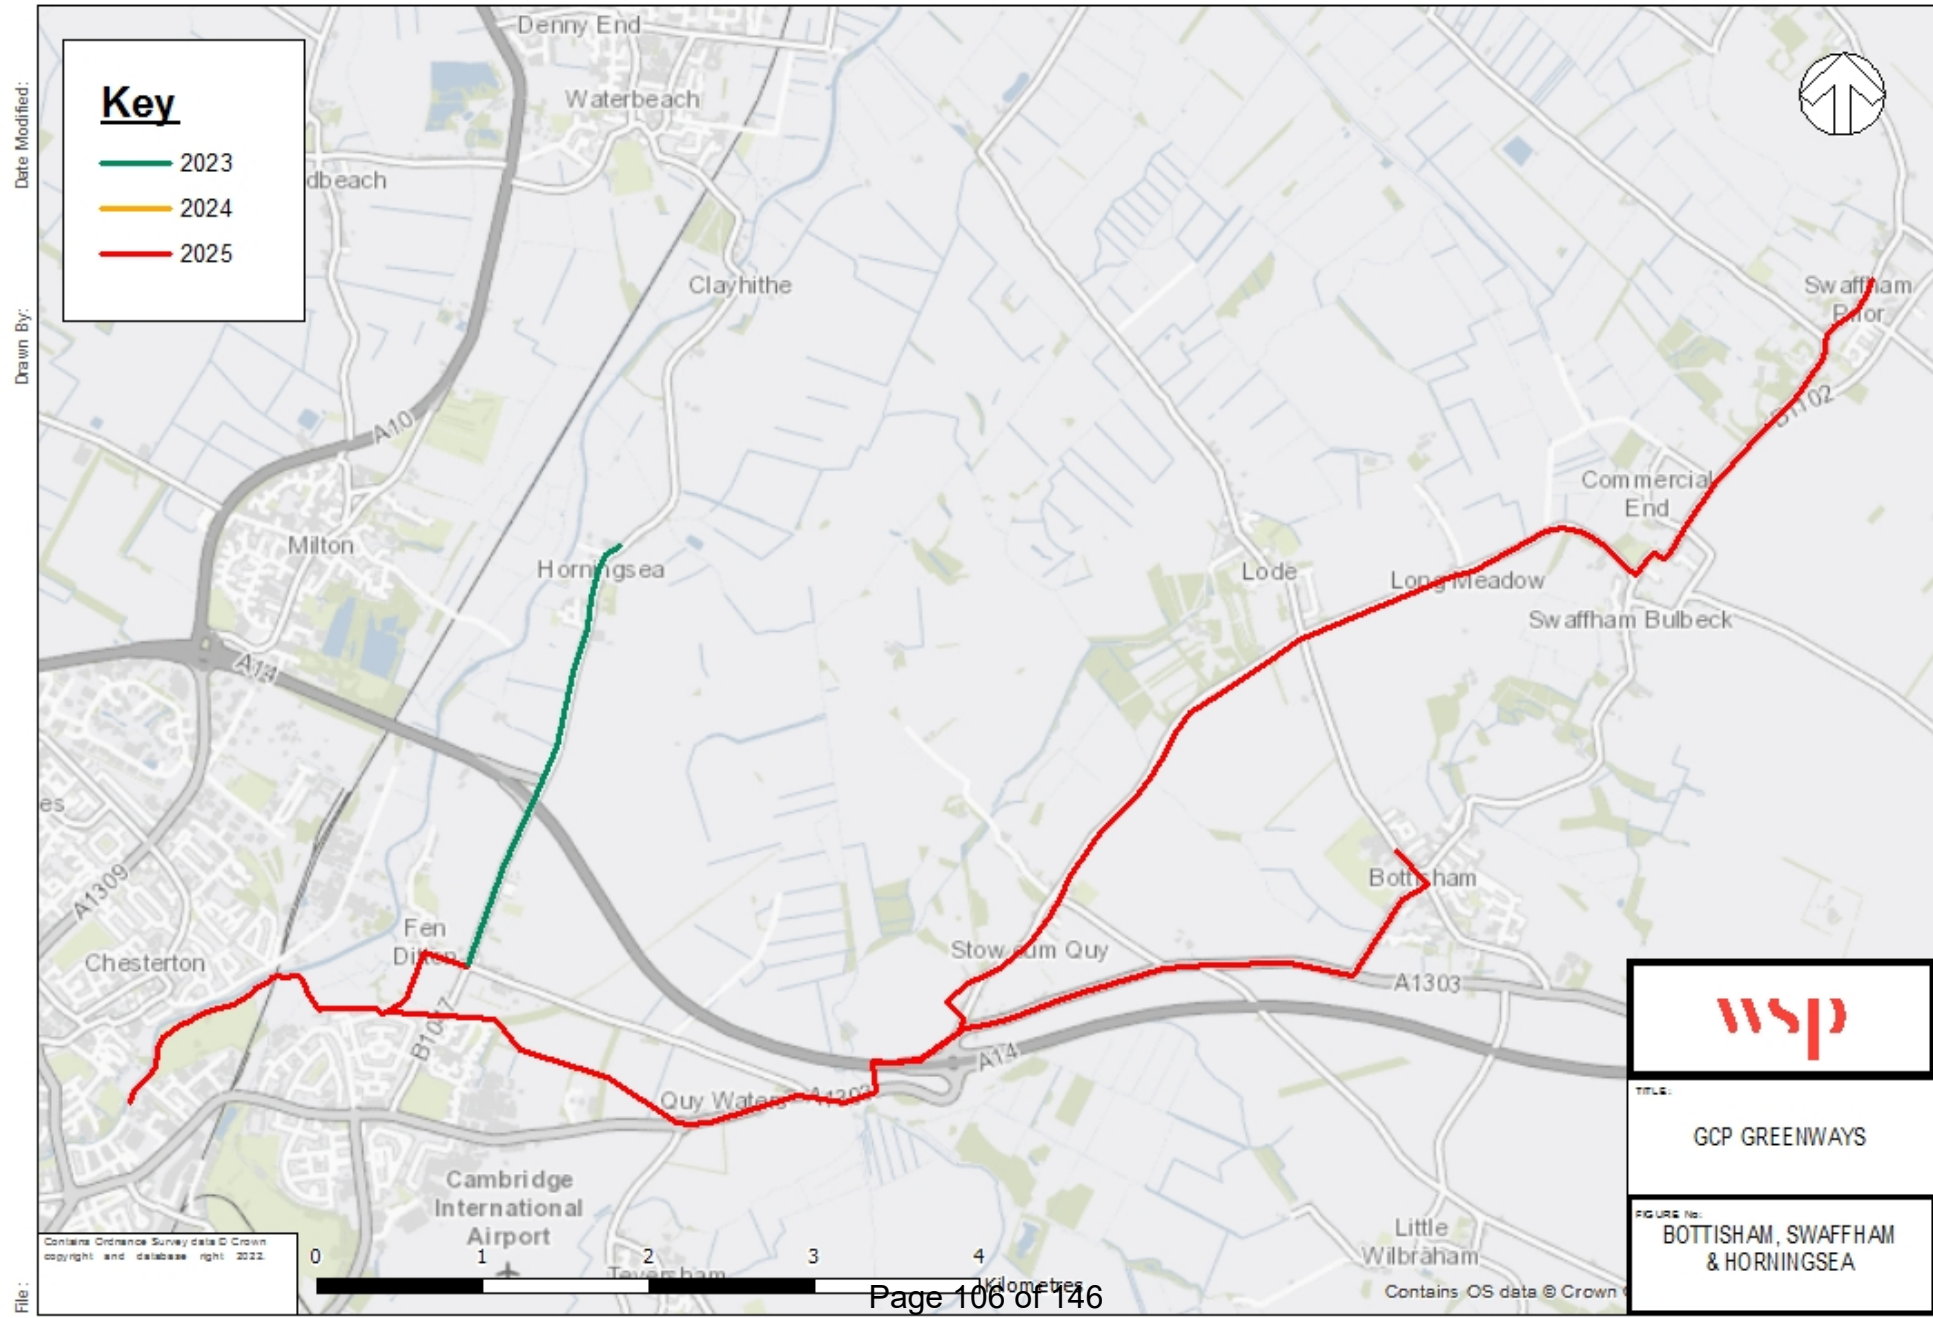 Date Modified:
Drawn By:
File:
Key
2023
2024
2025
Denny End
Waterbeach
dbeach
Clayhithe
A10
Milton
Horningsea
A14
es
A1309
Chesterton
Fen
Ditton
B1047
Swaffham
Prior
B1102
Commercial
End
Lode
Long Meadow
Swaffham Bulbeck
Bottisham
Stow cum Quy
A1303
A14
Quy Waters
A1303
Cambridge
International
Airport
Teversham
Little
Wilbraham
wsp
TITLE:
GCP GREENWAYS
FIGURE No:
BOTTISHAM, SWAFFHAM
& HORNINGSEA
Contains Ordnance Survey data © Crown
copyright and database right 2022.
0 1 2 3 4
Kilometres
Page 106 of 146
Contains OS data © Crown